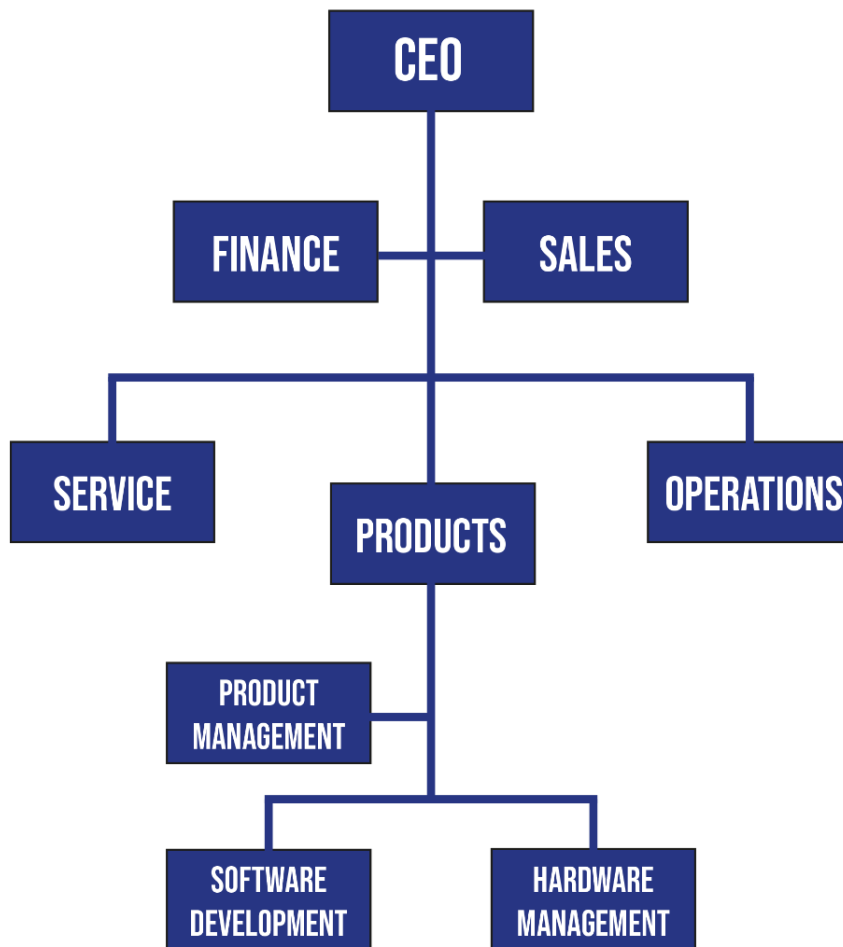 CEO
FINANCE
SALES
SERVICE
PRODUCTS
OPERATIONS
PRODUCT
MANAGEMENT
SOFTWARE
DEVELOPMENT
HARDWARE
MANAGEMENT